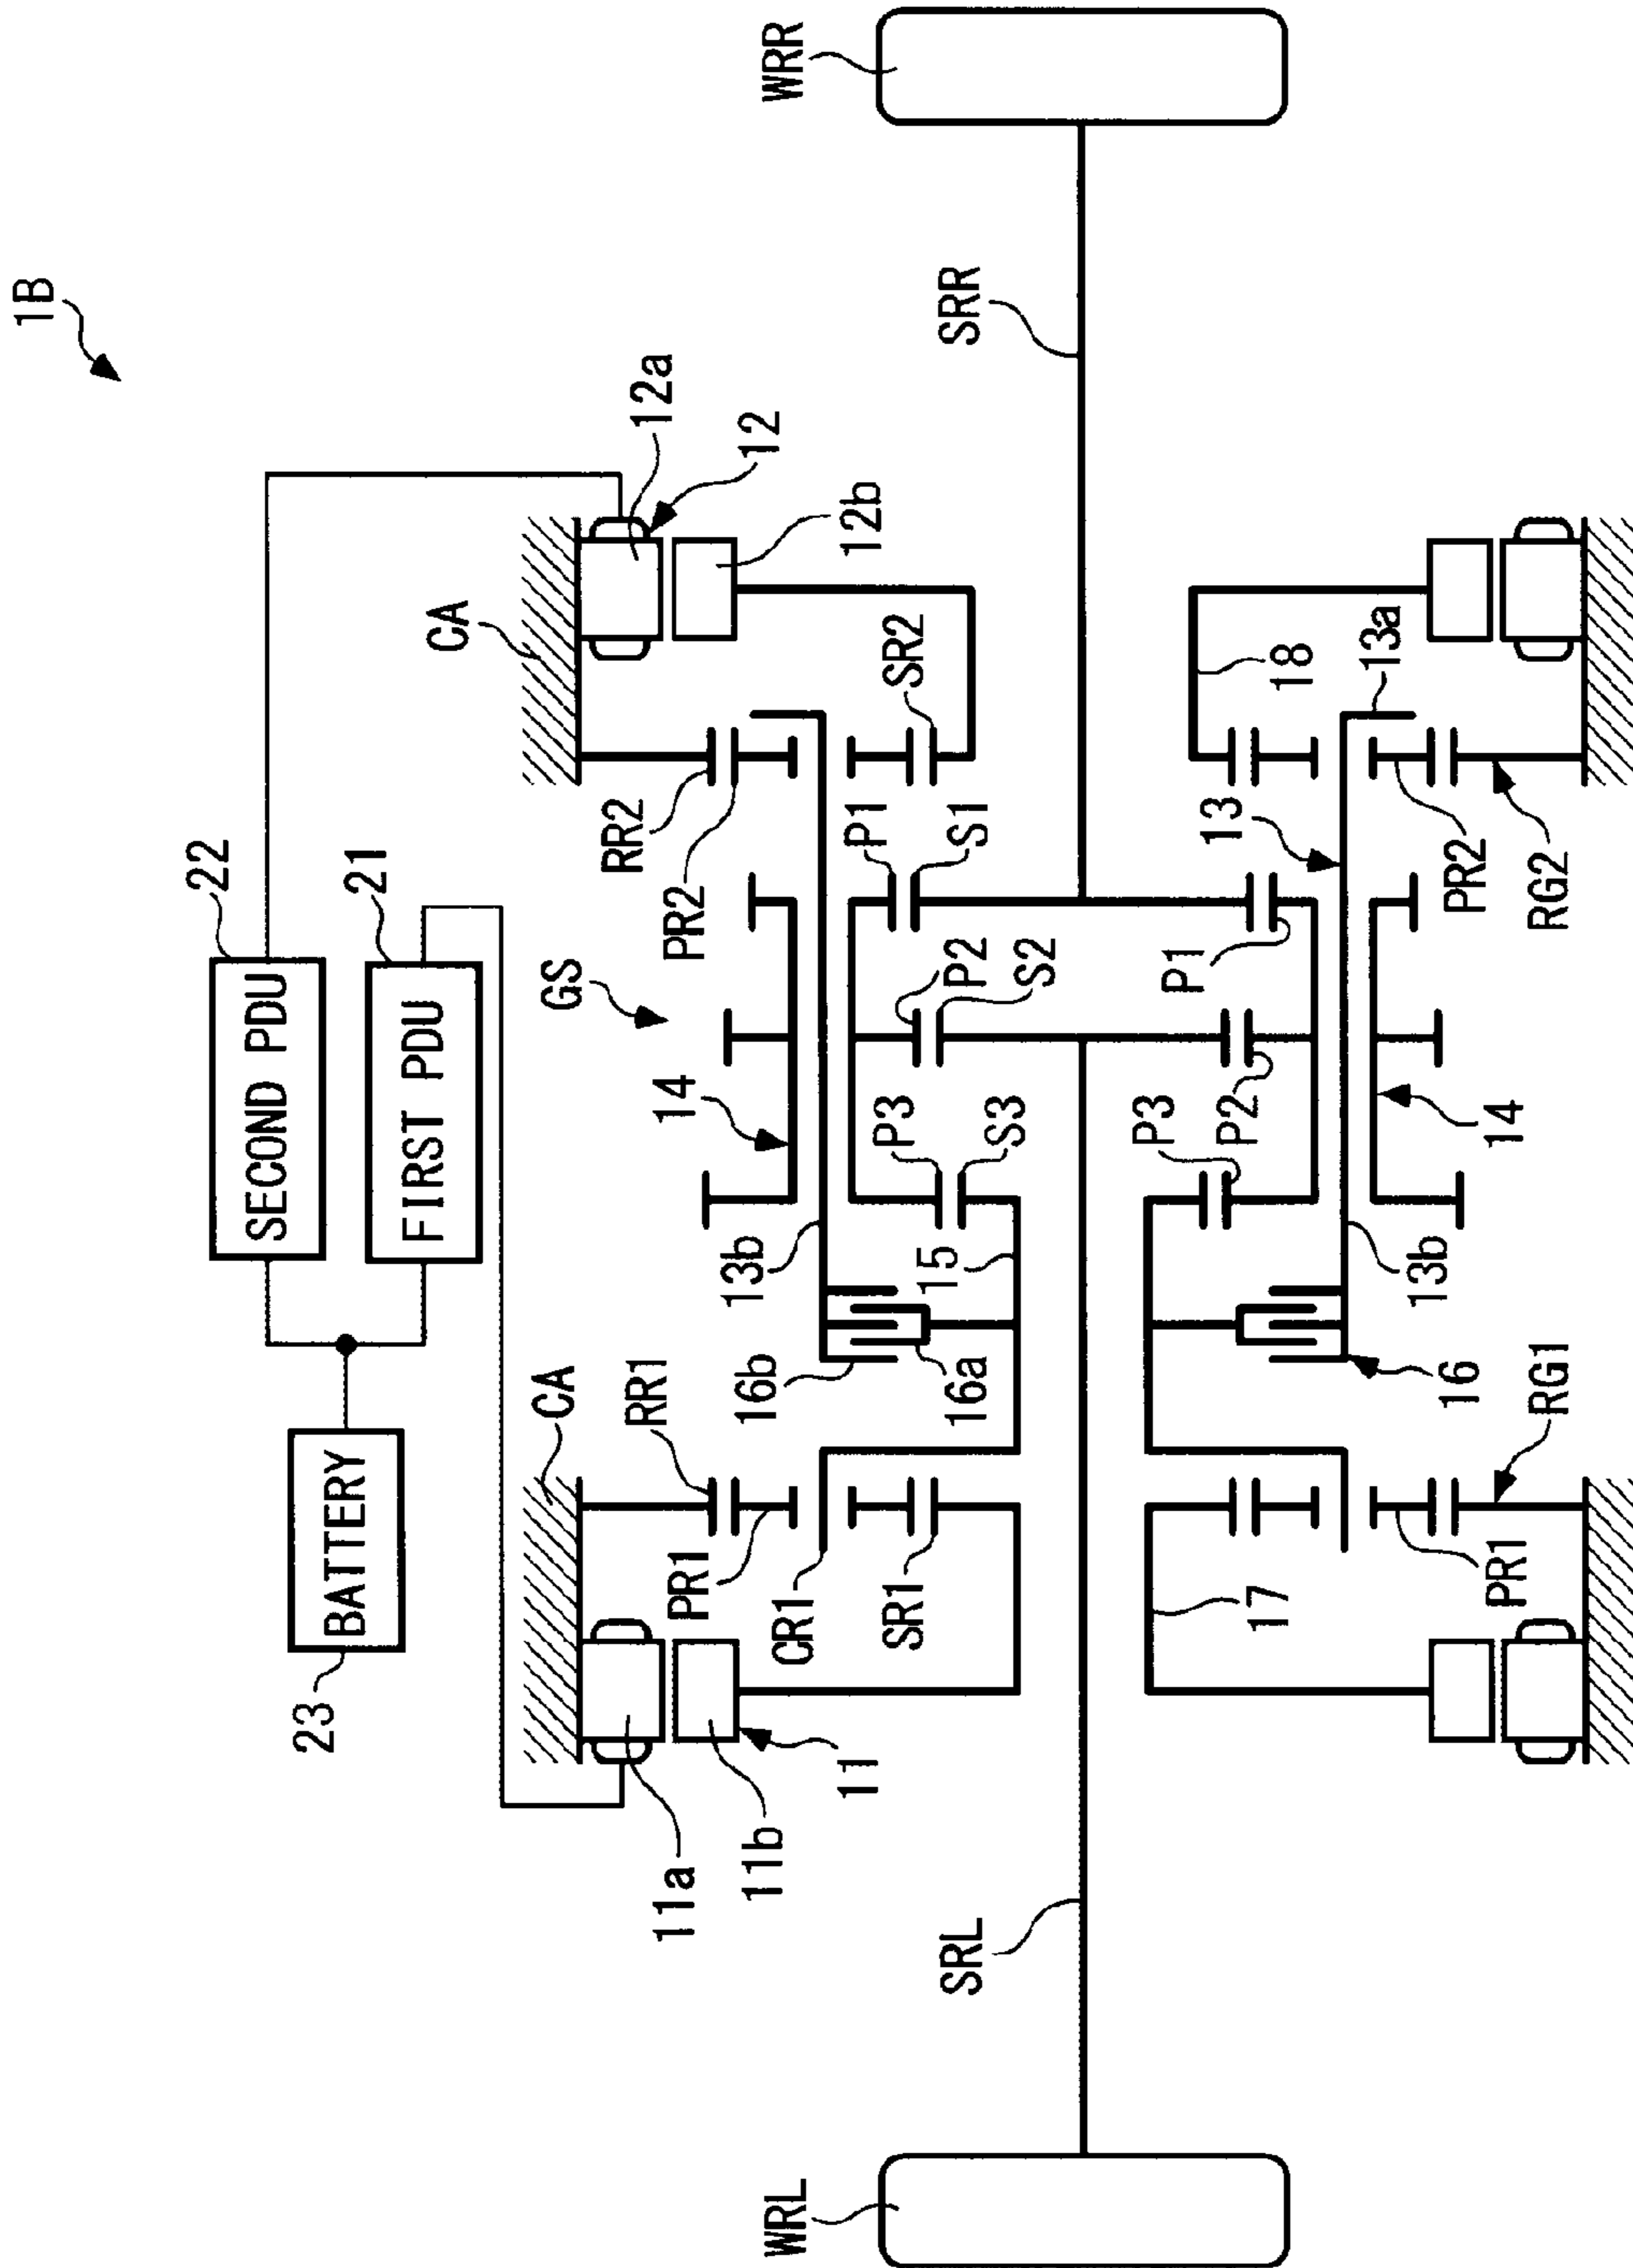 1B
WRR
SRR
12a
12
12b
CA
SR2
18
13a
22
SECOND PDU
21
FIRST PDU
RR2
PR2
P1
S1
13
PR2
RG2
GS
P2
S2
P1
14
P3
S3
P3
P2
14
13b
15
13b
BATTERY
23
CA
RR1
16b
16a
16
RG1
PR1
CR1
SR1
17
PR1
11a
11b
11
SRL
WRL